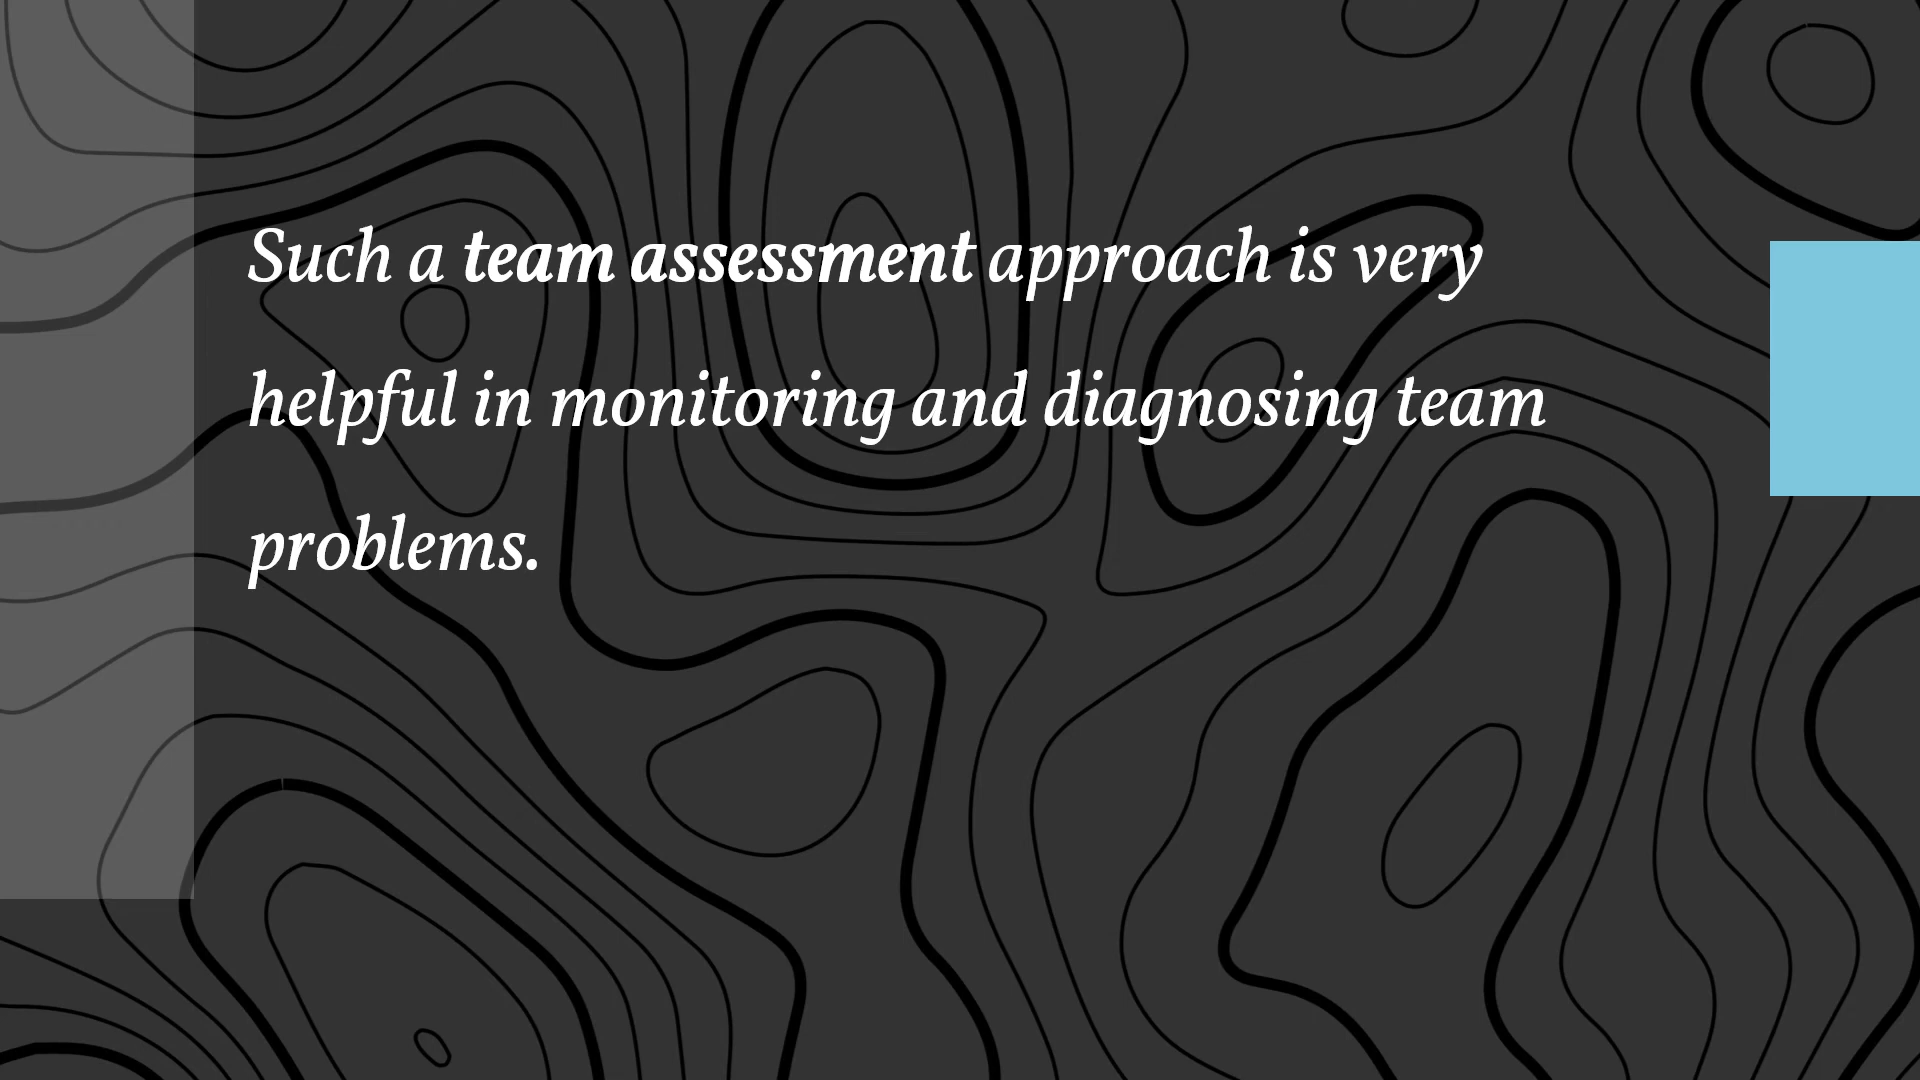 Such a team assessment approach is very
helpful in monitoring and diagnosing team
problems.